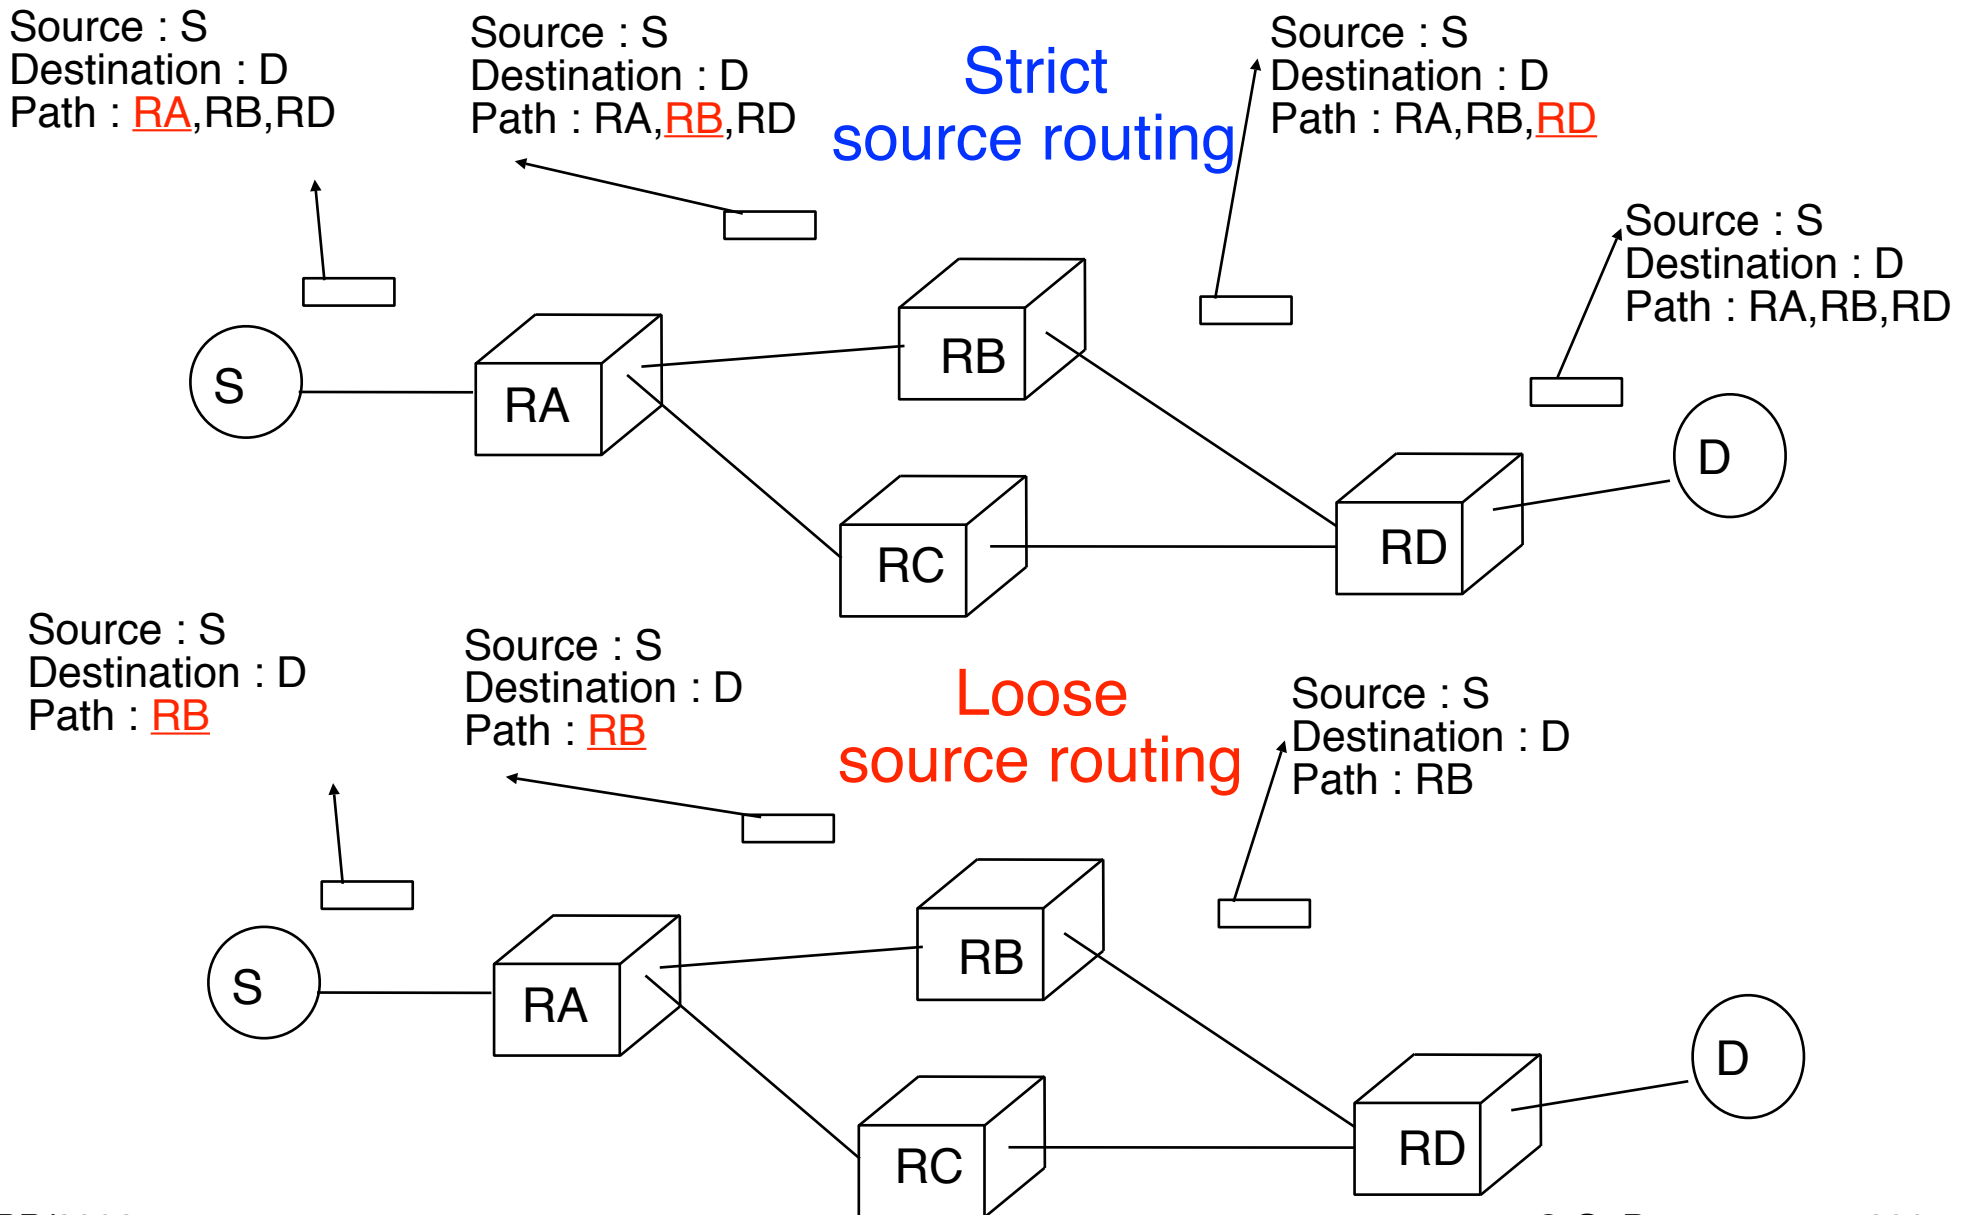 Source : S
Destination : D
Path : RA,RB,RD
Source : S
Destination : D
Path : RA,RB,RD
Strict
source routing
Source : S
Destination : D
Path : RA,RB,RD
Source : S
Destination : D
Path : RA,RB,RD
S
RA
RB
RC
RD
D
Source : S
Destination : D
Path : RB
Source : S
Destination : D
Path : RB
Loose
source routing
Source : S
Destination : D
Path : RB
S
RA
RB
RC
RD
D